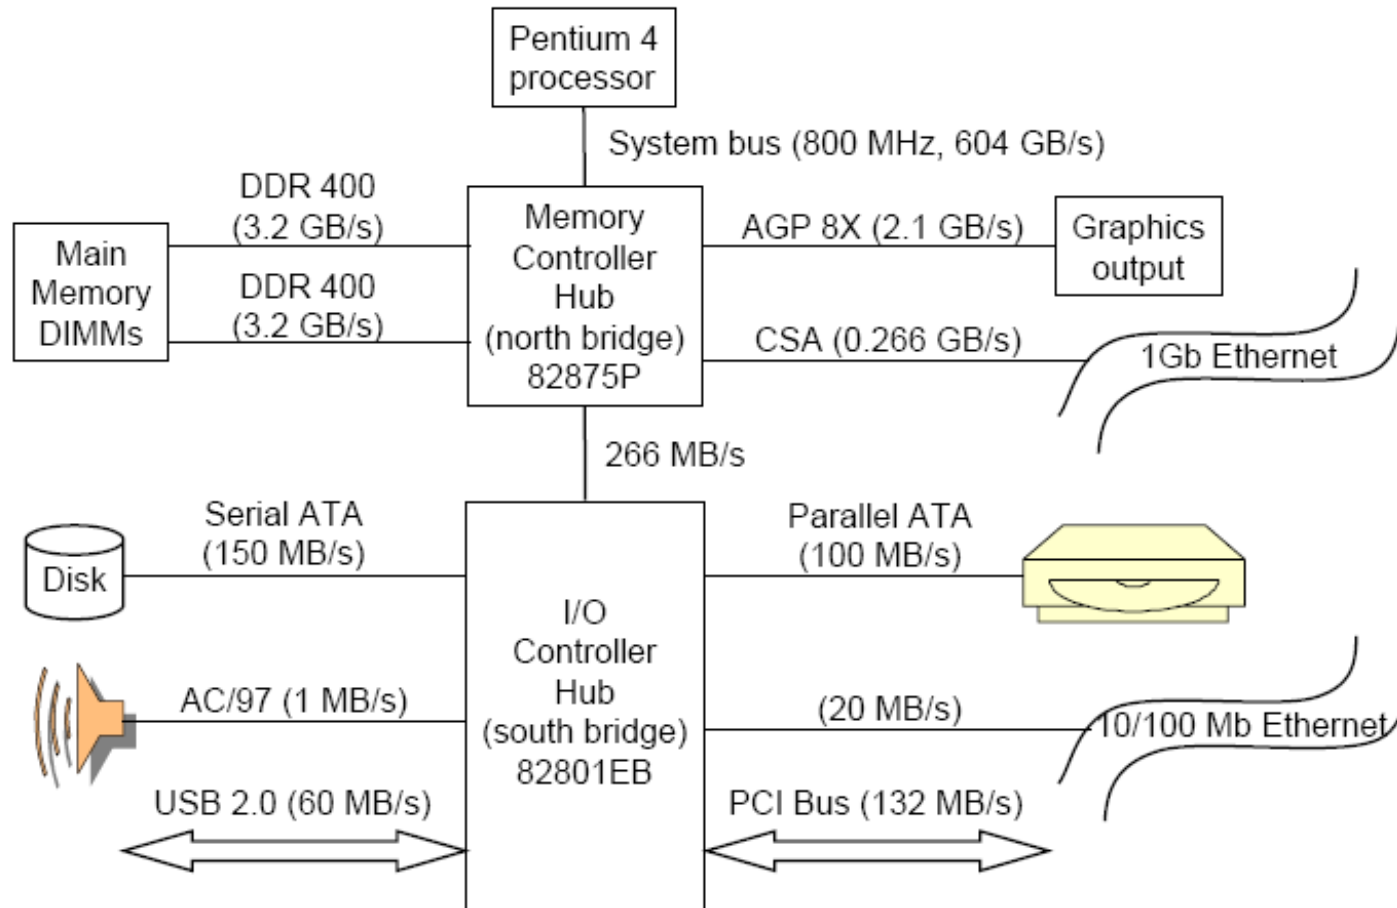 Pentium 4
processor
System bus (800 MHz, 604 GB/s)
DDR 400
(3.2 GB/s)
Main
Memory
DIMMs
DDR 400
(3.2 GB/s)
Memory
Controller
Hub
(north bridge)
82875P
AGP 8X (2.1 GB/s)
Graphics
output
CSA (0.266 GB/s)
1Gb Ethernet
266 MB/s
Serial ATA
(150 MB/s)
Disk
Parallel ATA
(100 MB/s)
I/O
Controller
Hub
(south bridge)
82801EB
AC/97 (1 MB/s)
(20 MB/s)
10/100 Mb Ethernet
USB 2.0 (60 MB/s)
PCI Bus (132 MB/s)